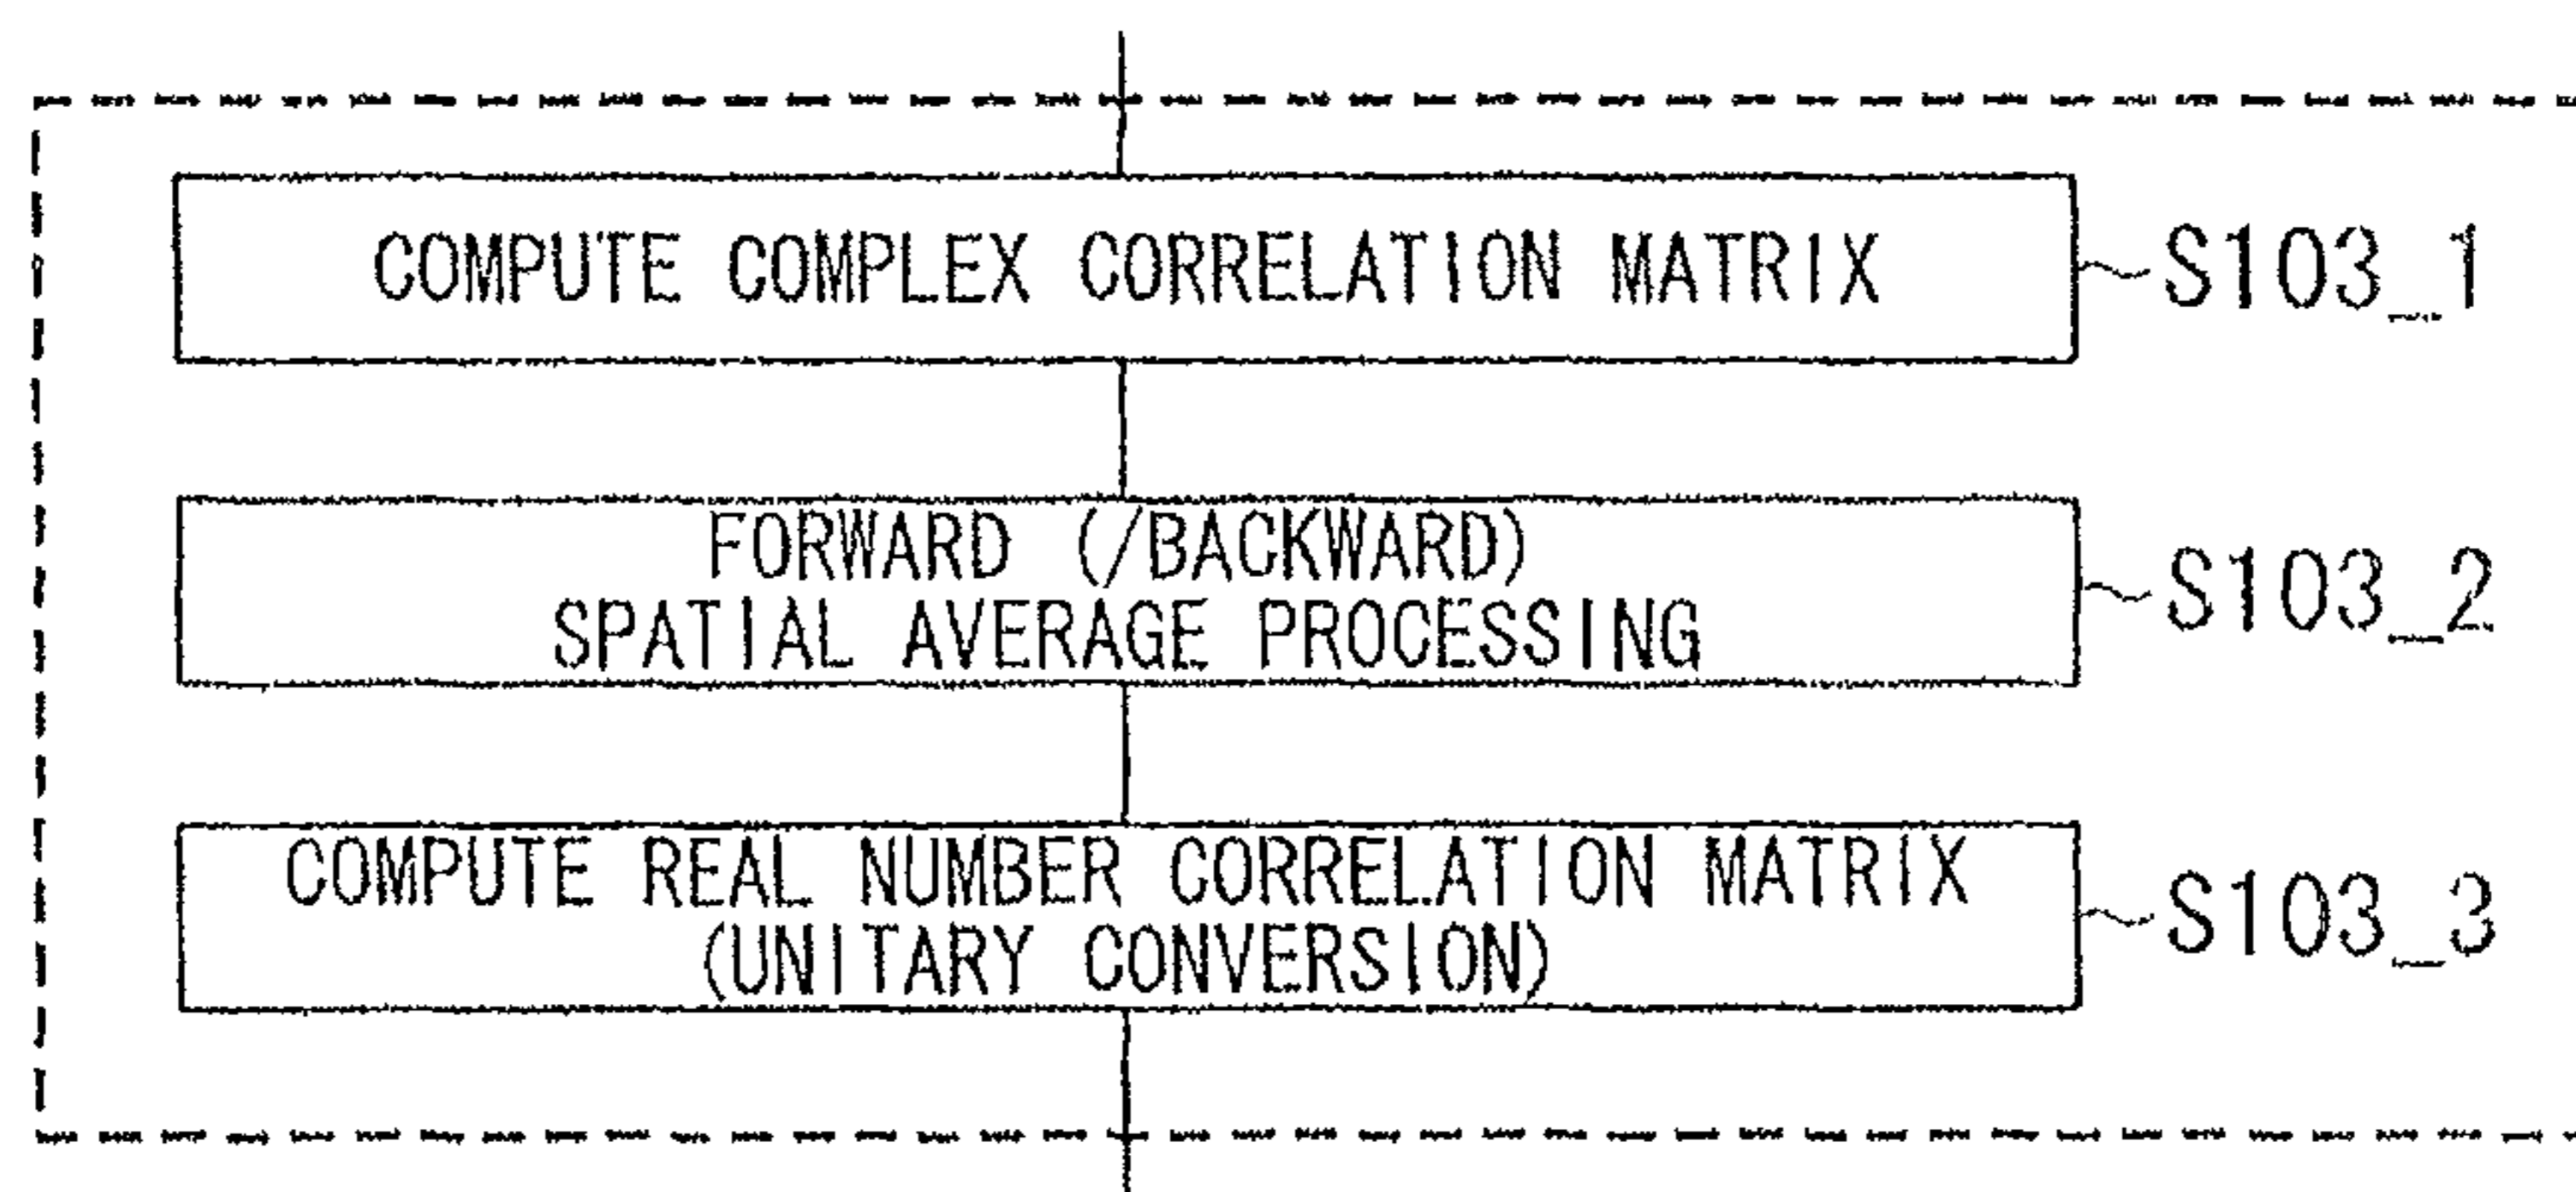 COMPUTE COMPLEX CORRELATION MATRIX
S103_1
FORWARD (/BACKWARD)
SPATIAL AVERAGE PROCESSING
S103_2
COMPUTE REAL NUMBER CORRELATION MATRIX
(UNITARY CONVERSION)
S103_3